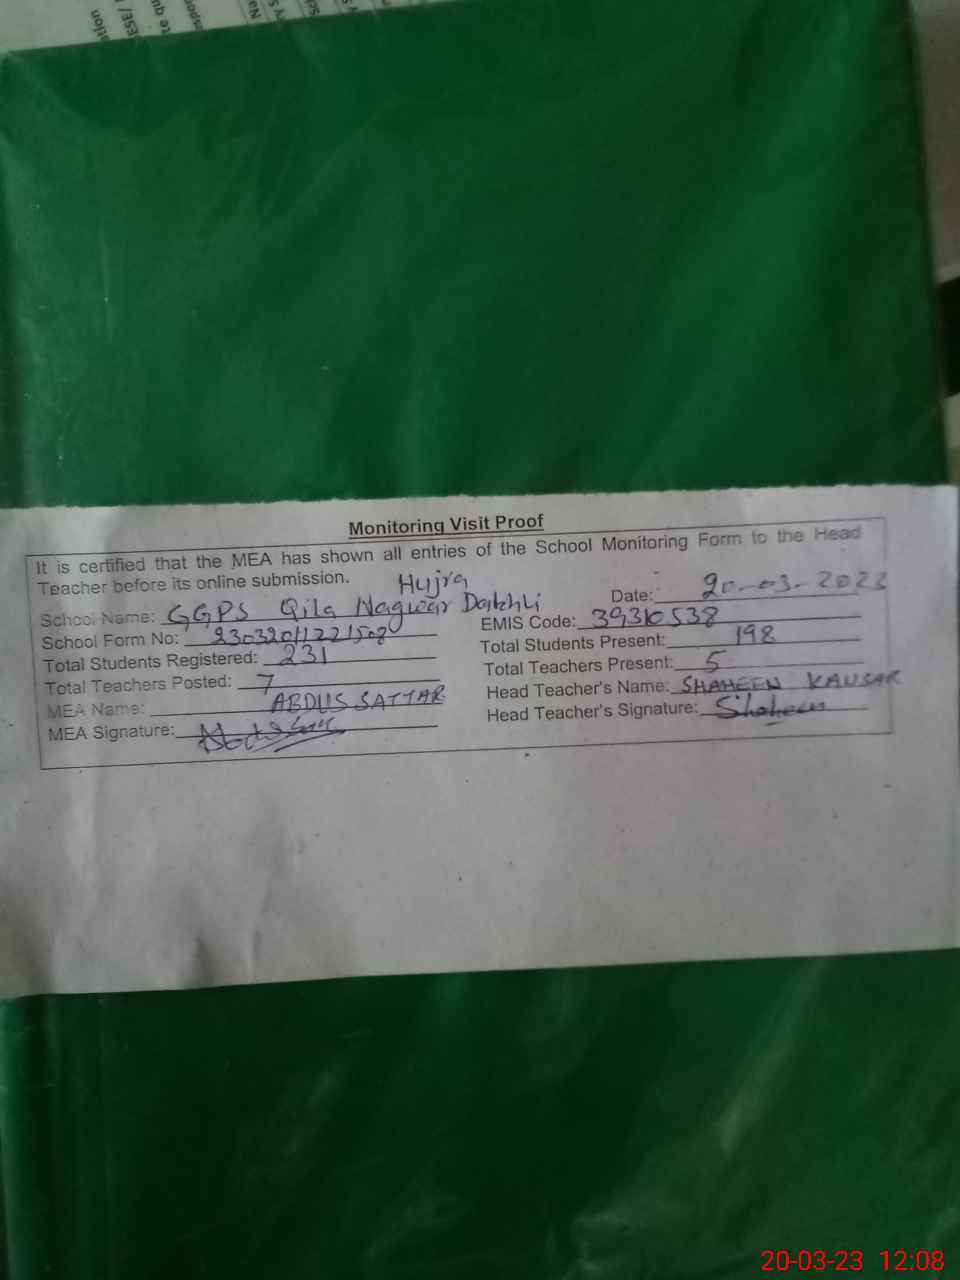 Monitoring Visit Proof
It is certified that the MEA has shown all entries of the School Monitoring Form to the Head
Teacher before its online submission.
Hujra
School Name: GGPS Qila Nagwar Dakhli
Date: 20-03-2023
School Form No: 23032011221508
EMIS Code: 39310538
Total Students Registered: 231
Total Students Present: 198
Total Teachers Posted: 7
Total Teachers Present: 5
MEA Name: ABDUS SATTAR
Head Teacher's Name: SHAHEEN KAUSAR
MEA Signature:
Head Teacher's Signature: Shaheen
20-03-23 12:08